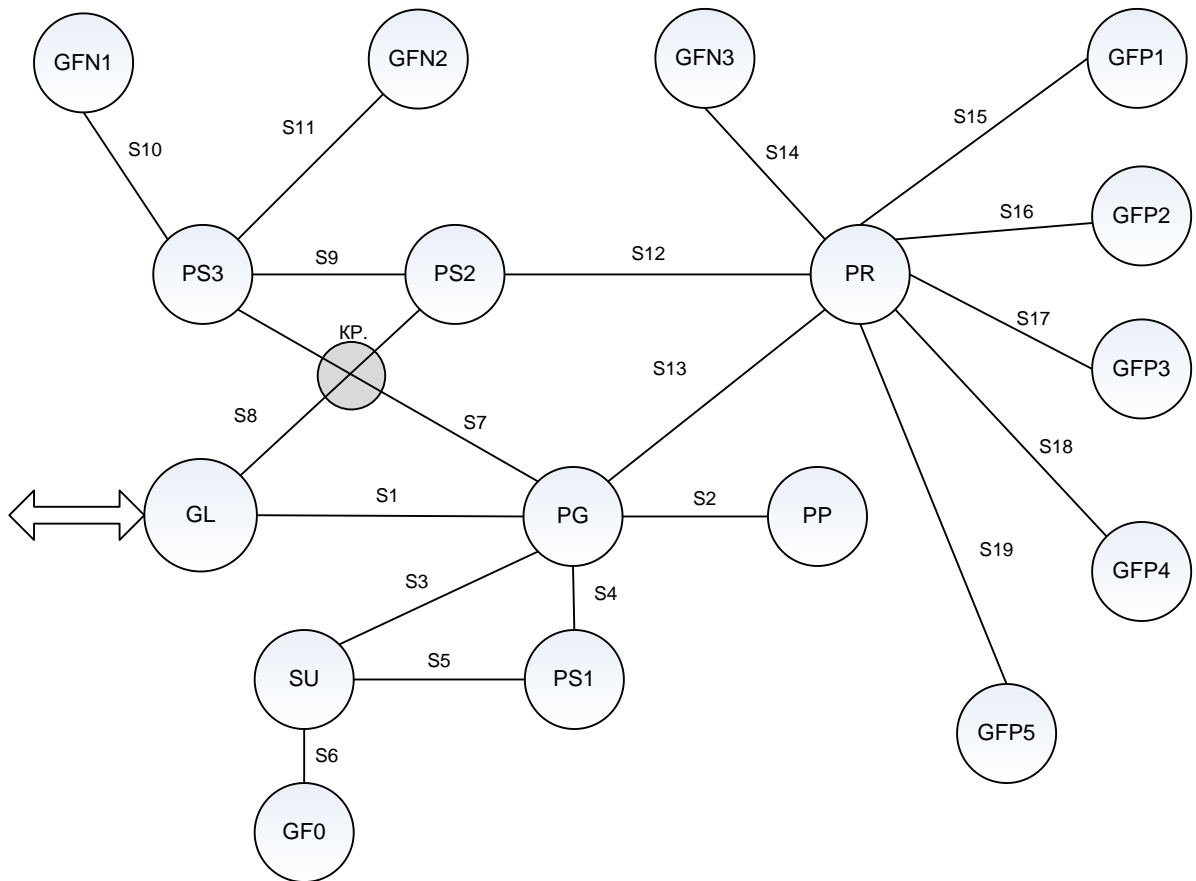 GFN1
GFN2
GFN3
GFP1
S10
S11
S14
S15
GFP2
S16
PS3
S9
PS2
S12
PR
S17
GFP3
КР.
S8
S7
S13
S18
GL
S1
PG
S2
PP
S19
GFP4
S3
S4
SU
S5
PS1
GFP5
S6
GF0